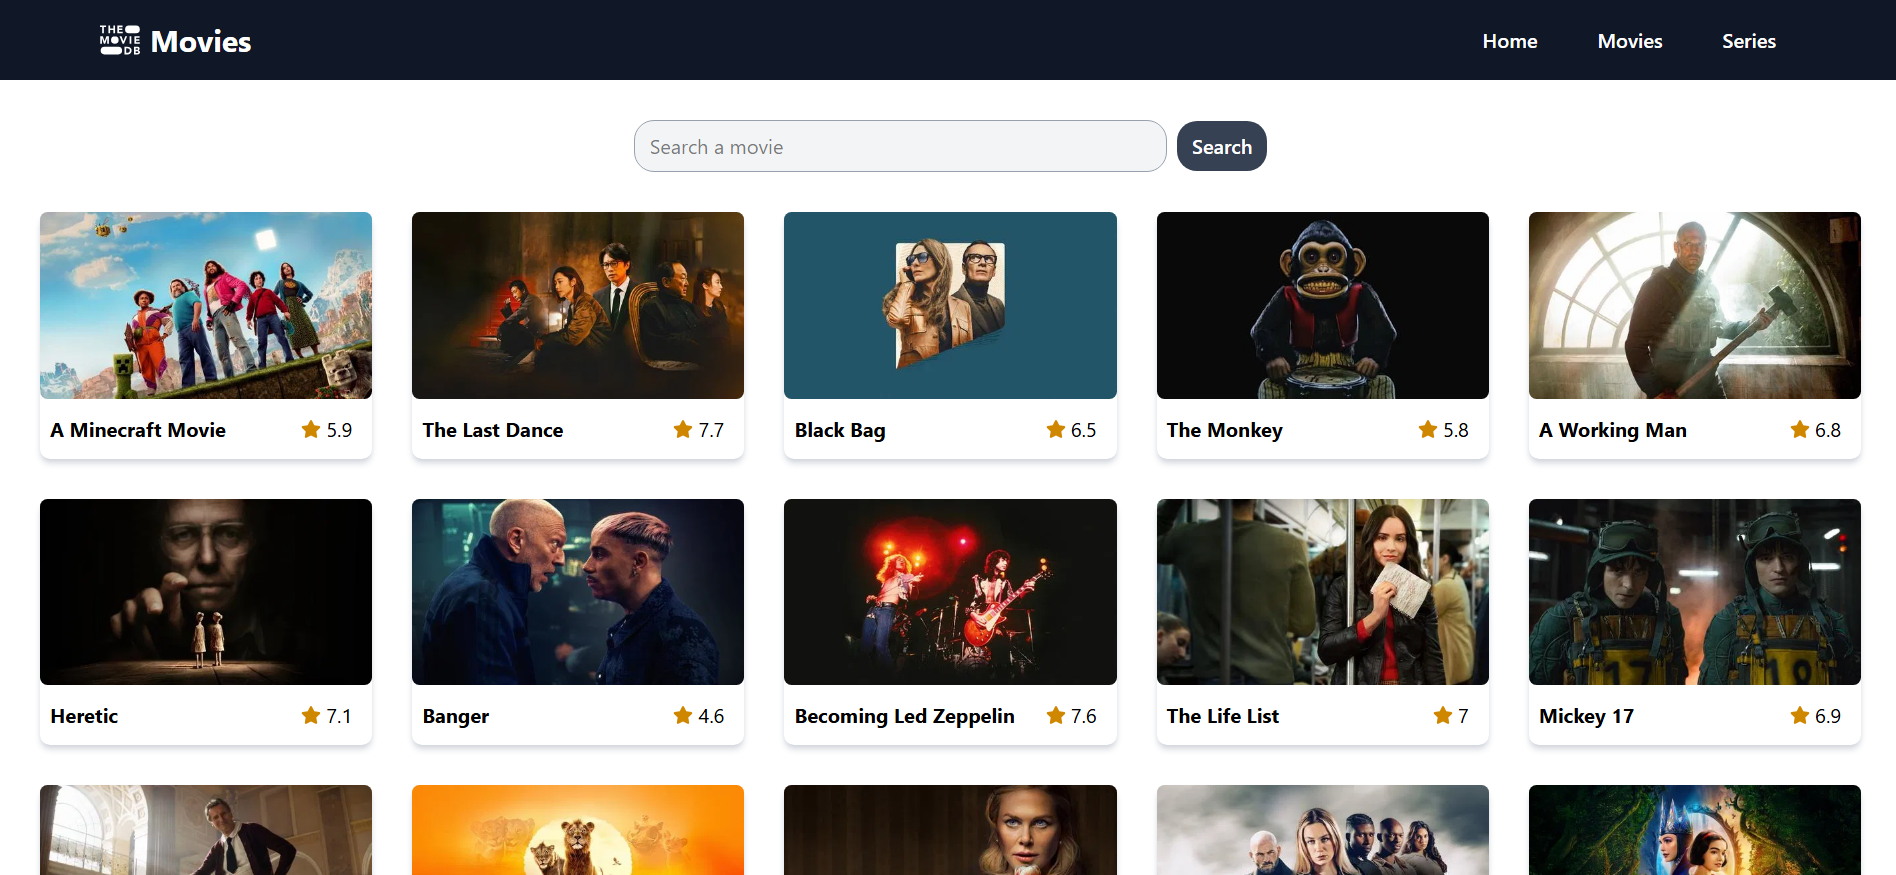 THE
MOVIE
DB
Movies
Home
Movies
Series
Search a movie
Search
A Minecraft Movie
5.9
The Last Dance
7.7
Black Bag
6.5
The Monkey
5.8
A Working Man
6.8
17
18
Heretic
7.1
Banger
4.6
Becoming Led Zeppelin
7.6
The Life List
7
Mickey 17
6.9